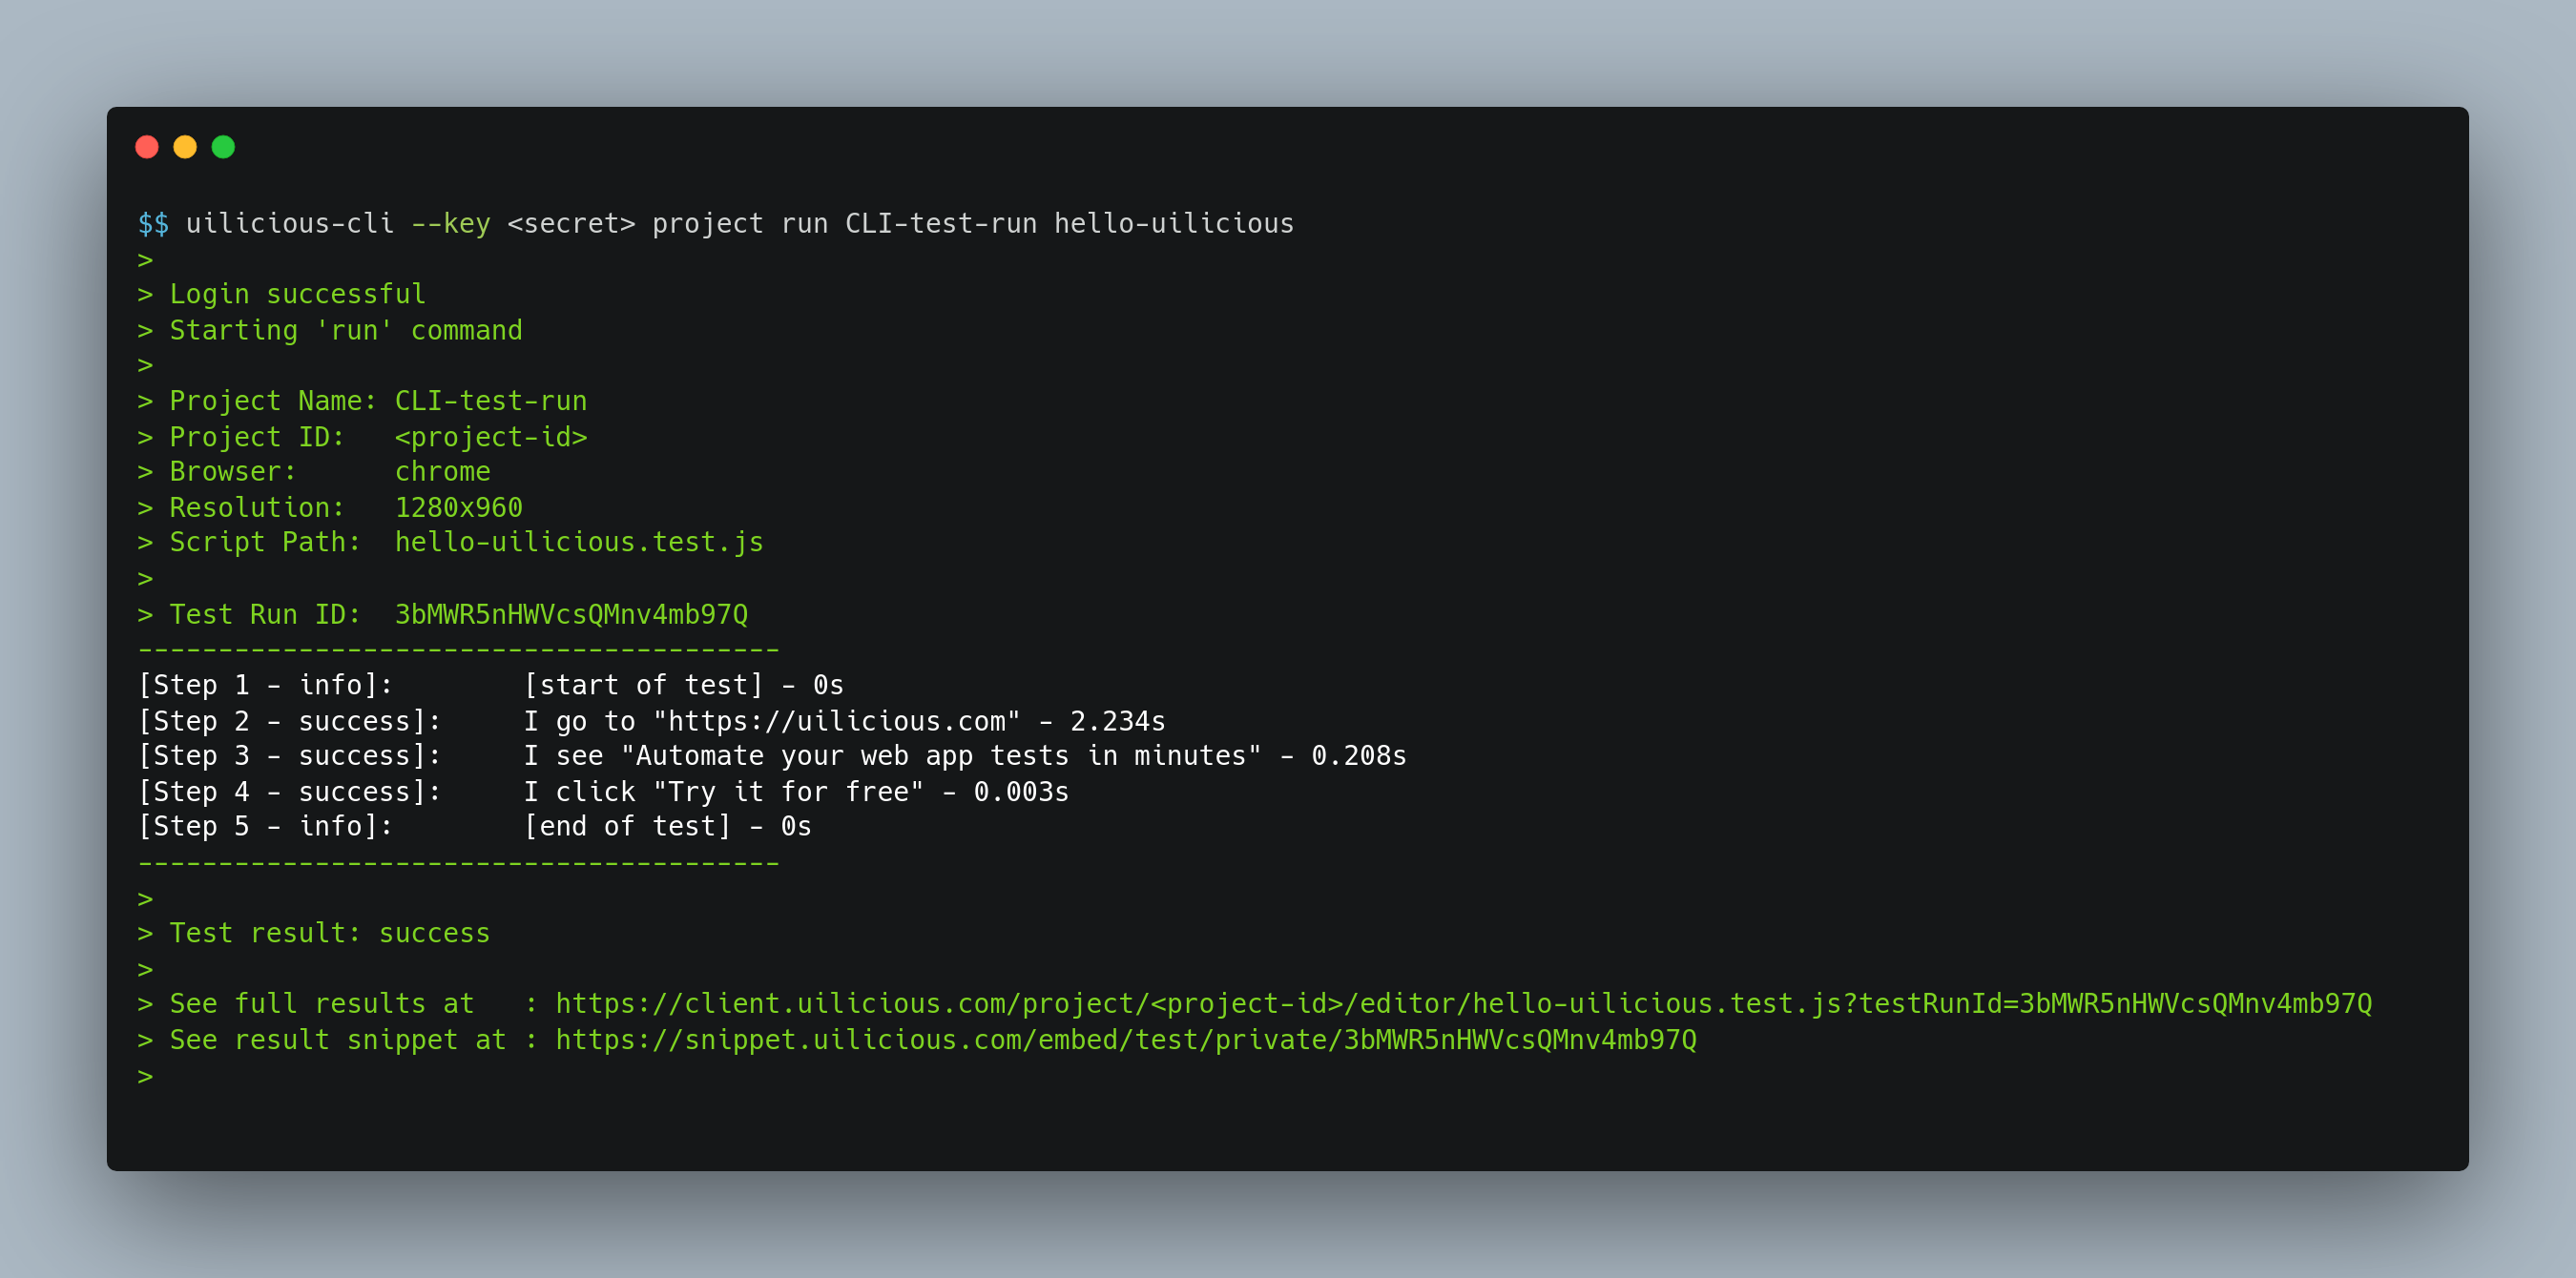 $$ uilicious-cli --key <secret> project run CLI-test-run hello-uilicious
>
> Login successful
> Starting 'run' command
>
> Project Name: CLI-test-run
> Project ID:   <project-id>
> Browser:      chrome
> Resolution:   1280x960
> Script Path:  hello-uilicious.test.js
>
> Test Run ID:  3bMWR5nHWVcsQMnv4mb97Q
----------------------------------------
[Step 1 - info]:        [start of test] - 0s
[Step 2 - success]:     I go to "https://uilicious.com" - 2.234s
[Step 3 - success]:     I see "Automate your web app tests in minutes" - 0.208s
[Step 4 - success]:     I click "Try it for free" - 0.003s
[Step 5 - info]:        [end of test] - 0s
----------------------------------------
>
> Test result: success
>
> See full results at   : https://client.uilicious.com/project/<project-id>/editor/hello-uilicious.test.js?testRunId=3bMWR5nHWVcsQMnv4mb97Q
> See result snippet at : https://snippet.uilicious.com/embed/test/private/3bMWR5nHWVcsQMnv4mb97Q
>